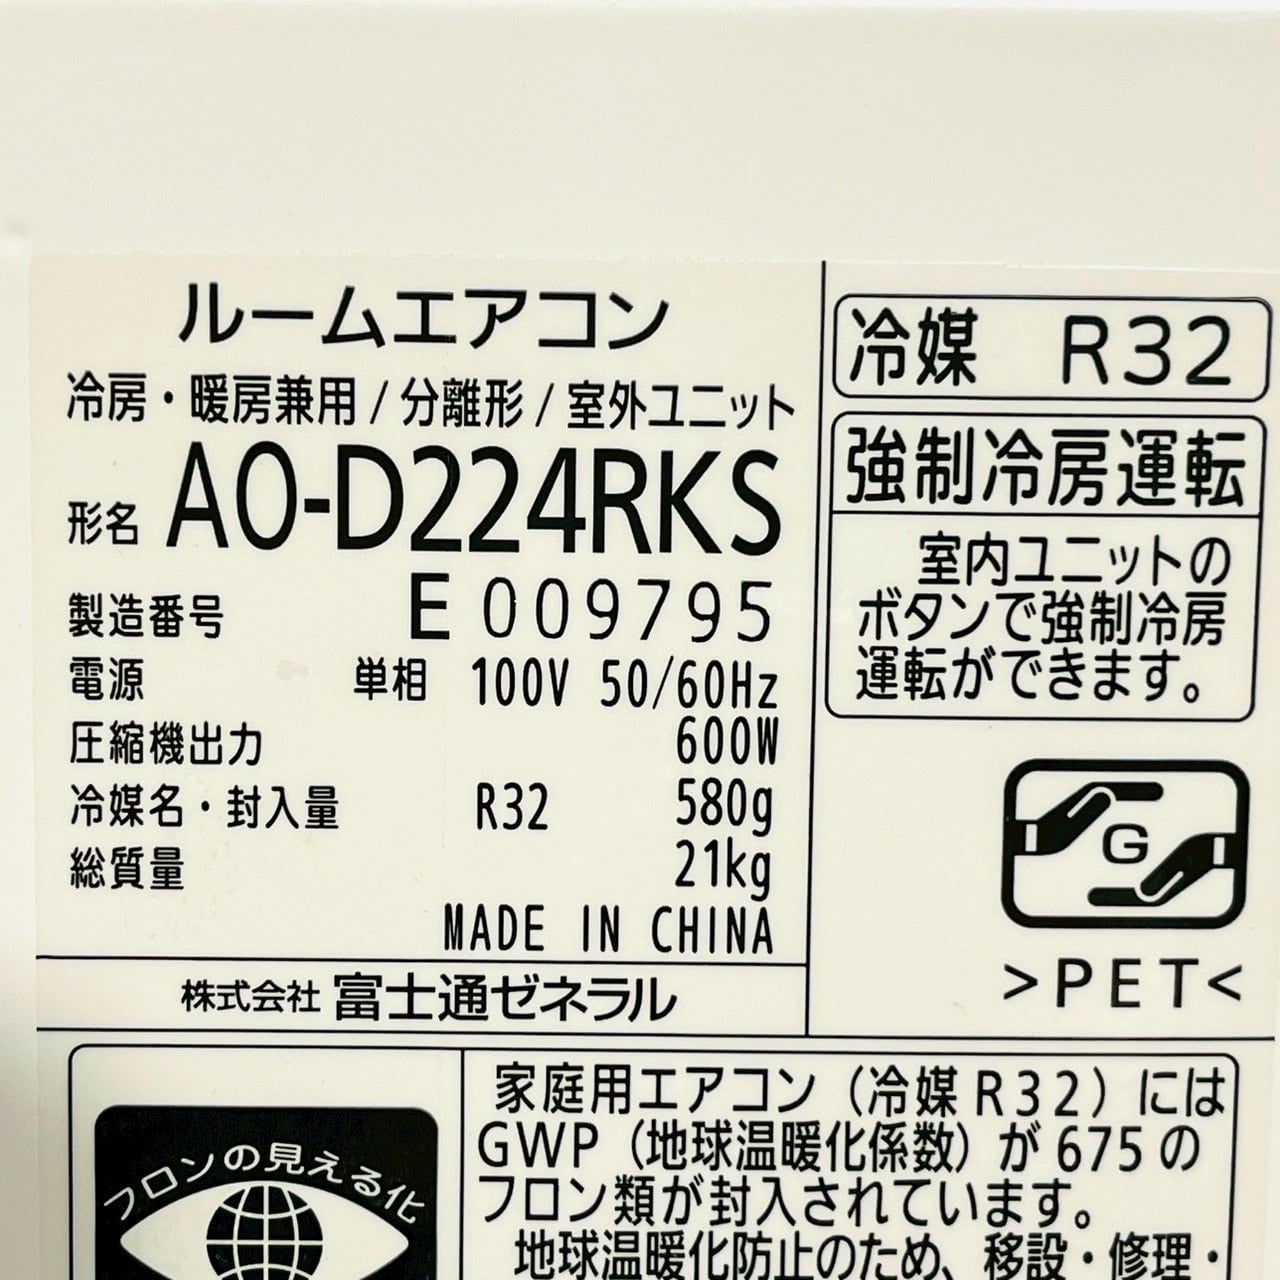 ルームエアコン
冷房・暖房兼用/分離形/室外ユニット
形名 AO-D224RKS
製造番号 E 009795
電源 単相 100V 50/60Hz
圧縮機出力 600W
冷媒名・封入量 R32 580g
総質量 21kg
MADE IN CHINA
株式会社 富士通ゼネラル
冷媒 R32
強制冷房運転
室内ユニットの
ボタンで強制冷房
運転ができます。
G
>PET<
フロンの見える化
家庭用エアコン(冷媒R32)には
GWP(地球温暖化係数)が675の
フロン類が封入されています。
地球温暖化防止のため、移設・修理・